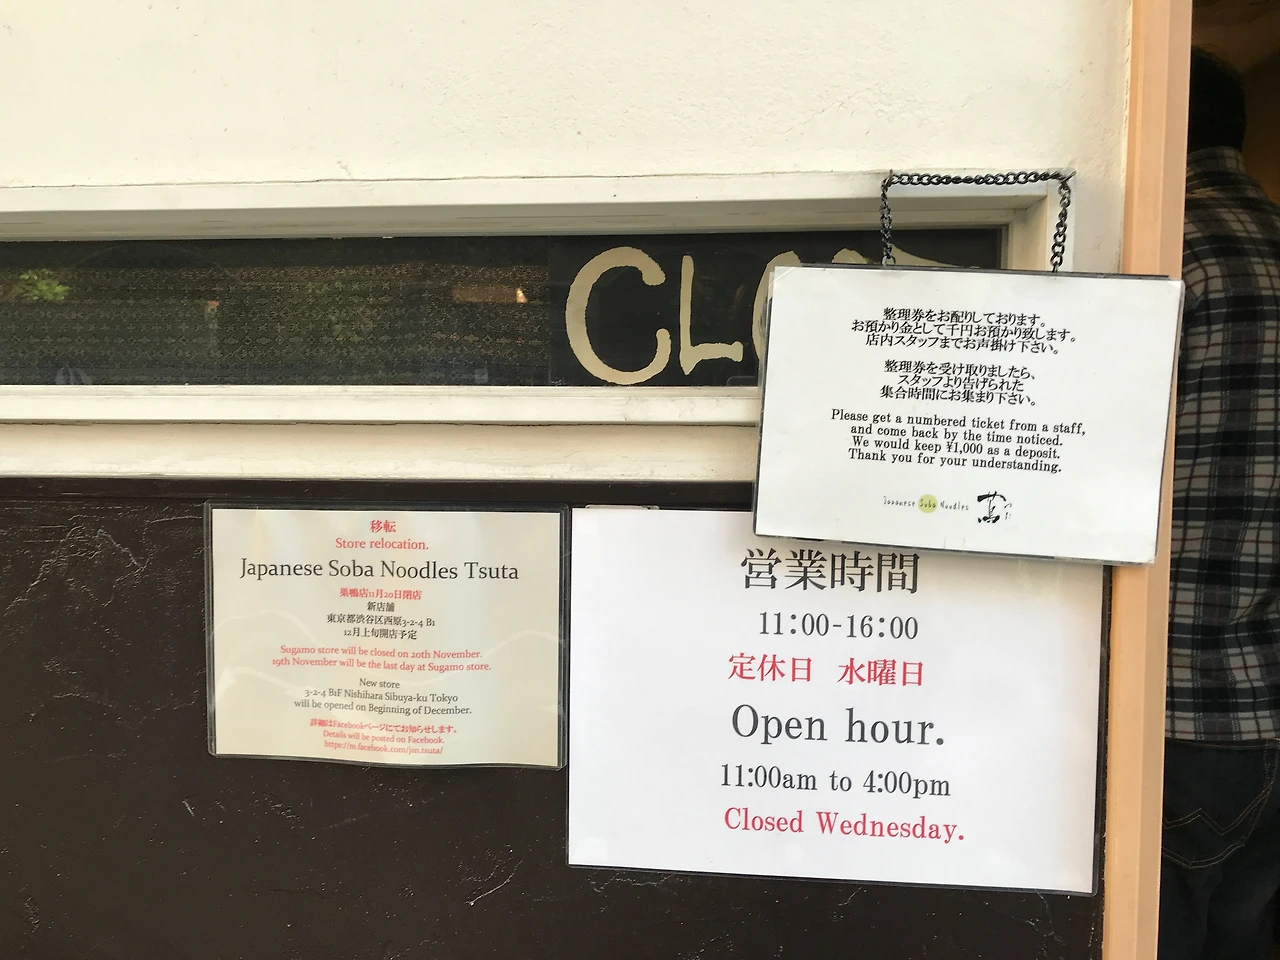 CLO
整理券をお配りしております。
お預かり金として千円お預かり致します。
店内スタッフまでお声掛け下さい。
整理券を受け取りましたら、
スタッフより告げられた
集合時間にお集まり下さい。
Please get a numbered ticket from a staff,
and come back by the time noticed.
We would keep ¥1,000 as a deposit.
Thank you for your understanding.
Japanese Soba Noodles 蔦 つた
移転
Store relocation.
Japanese Soba Noodles Tsuta
巣鴨店11月20日閉店
新店舗
東京都渋谷区西原3-2-4 B1
12月上旬開店予定
Sugamo store will be closed on 20th November.
19th November will be the last day at Sugamo store.
New store
3-2-4 B1F Nishihara Sibuya-ku Tokyo
will be opened on Beginning of December.
詳細はFacebookページにてお知らせします。
Details will be posted on Facebook.
https://m.facebook.com/jsn.tsuta/
営業時間
11:00-16:00
定休日 水曜日
Open hour.
11:00am to 4:00pm
Closed Wednesday.